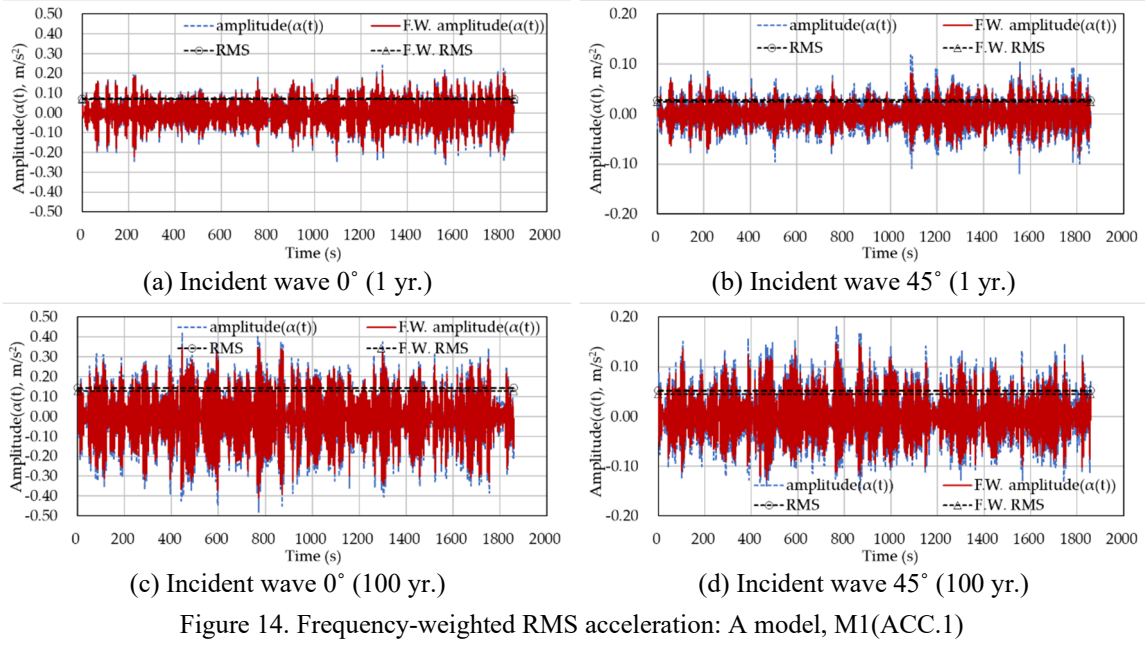 0.50
0.40
0.30
0.20
0.10
0.00
-0.10
-0.20
-0.30
-0.40
-0.50
Amplitude(α(t), m/s²)
amplitude(α(t))
F.W. amplitude(α(t))
RMS
F.W. RMS
0 200 400 600 800 1000 1200 1400 1600 1800 2000
Time (s)
(a) Incident wave 0˚ (1 yr.)
0.20
0.10
0.00
-0.10
-0.20
Amplitude(α(t), m/s²)
amplitude(α(t))
F.W. amplitude(α(t))
RMS
F.W. RMS
0 200 400 600 800 1000 1200 1400 1600 1800 2000
Time (s)
(b) Incident wave 45˚ (1 yr.)
0.50
0.40
0.30
0.20
0.10
0.00
-0.10
-0.20
-0.30
-0.40
-0.50
Amplitude(α(t), m/s²)
amplitude(α(t))
F.W. amplitude(α(t))
RMS
F.W. RMS
0 200 400 600 800 1000 1200 1400 1600 1800 2000
Time (s)
(c) Incident wave 0˚ (100 yr.)
0.20
0.10
0.00
-0.10
-0.20
Amplitude(α(t), m/s²)
amplitude(α(t))
F.W. amplitude(α(t))
RMS
F.W. RMS
0 200 400 600 800 1000 1200 1400 1600 1800 2000
Time (s)
(d) Incident wave 45˚ (100 yr.)
Figure 14. Frequency-weighted RMS acceleration: A model, M1(ACC.1)